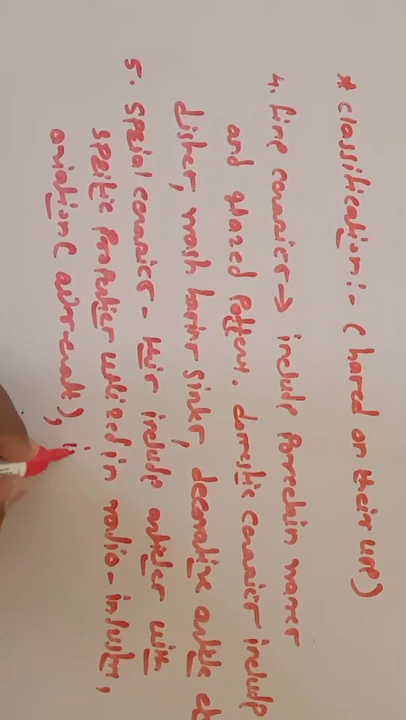 * Classification :- (based on their use)
4. fine ceramics → include Porcelain wares
and glazed Pottery. domestic ceramics include
dishes, wash basins sinks, decorative article etc
5. Special ceramics - this include articles with
specific Properties utilized in radio-industry,
aviation (air-craft), i